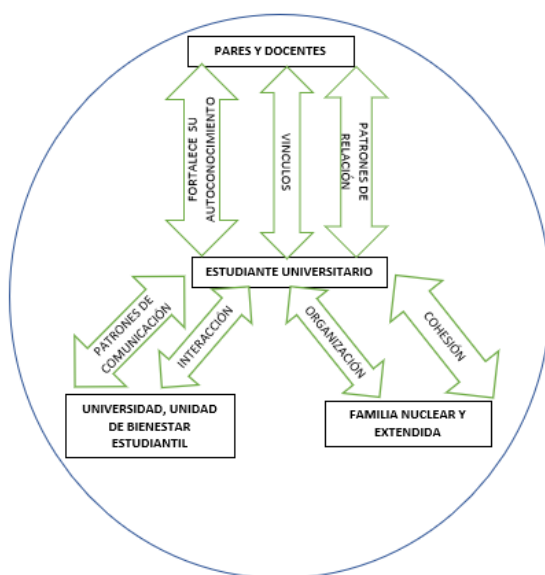 PARES Y DOCENTES
FORTALECE SU
AUTOCONOCIMIENTO
VINCULOS
PATRONES DE
RELACIÓN
ESTUDIANTE UNIVERSITARIO
PATRONES DE
COMUNICACIÓN
INTERACCIÓN
ORGANIZACIÓN
COHESIÓN
UNIVERSIDAD, UNIDAD
DE BIENESTAR
ESTUDIANTIL
FAMILIA NUCLEAR Y
EXTENDIDA